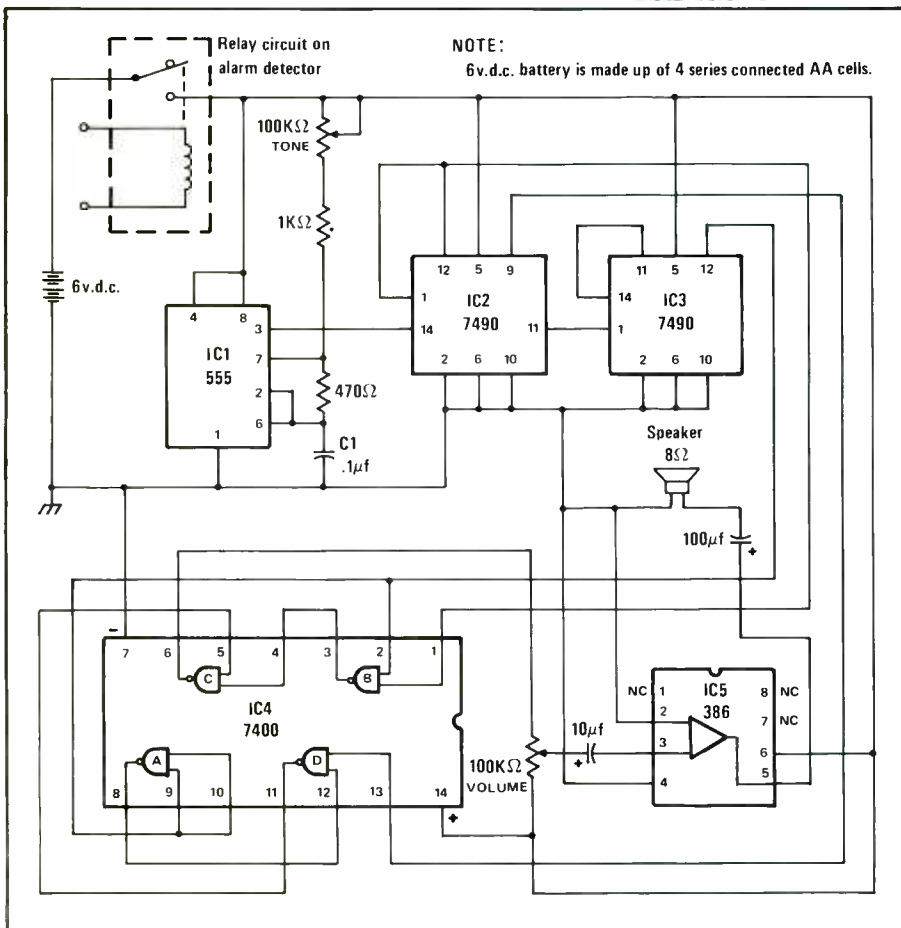 Relay circuit on
alarm detector
NOTE:
6v.d.c. battery is made up of 4 series connected AA cells.
100KΩ
TONE
1KΩ
6v.d.c.
4 8
IC1
555
3
7
2
6
1
470Ω
C1
.1µf
12 5 9
1
IC2
7490
14 11
2 6 10
11 5 12
14
IC3
7490
1
2 6 10
Speaker
8Ω
100µf
+
-
7 6 5 4 3 2 1
C B
IC4
7400
A D
8 9 10 11 12 13 14
+
100KΩ
VOLUME
10µf
+
NC 1 IC5 8 NC
2 386 7 NC
3 6
4 5